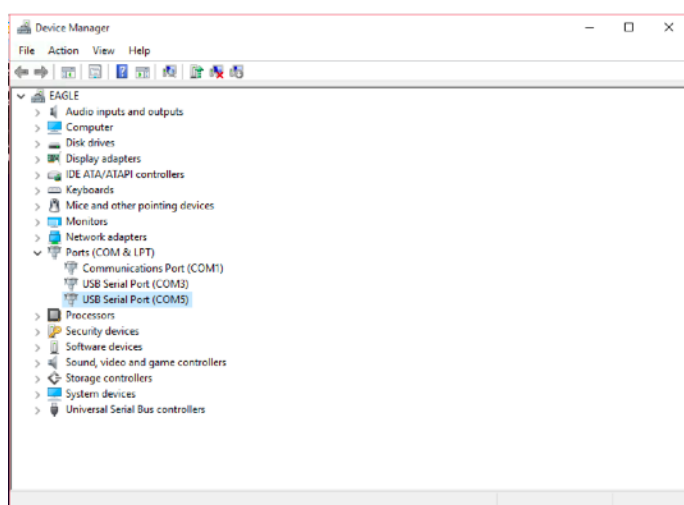 Device Manager
File Action View Help
EAGLE
Audio inputs and outputs
Computer
Disk drives
Display adapters
IDE ATA/ATAPI controllers
Keyboards
Mice and other pointing devices
Monitors
Network adapters
Ports (COM & LPT)
Communications Port (COM1)
USB Serial Port (COM3)
USB Serial Port (COM5)
Processors
Security devices
Software devices
Sound, video and game controllers
Storage controllers
System devices
Universal Serial Bus controllers